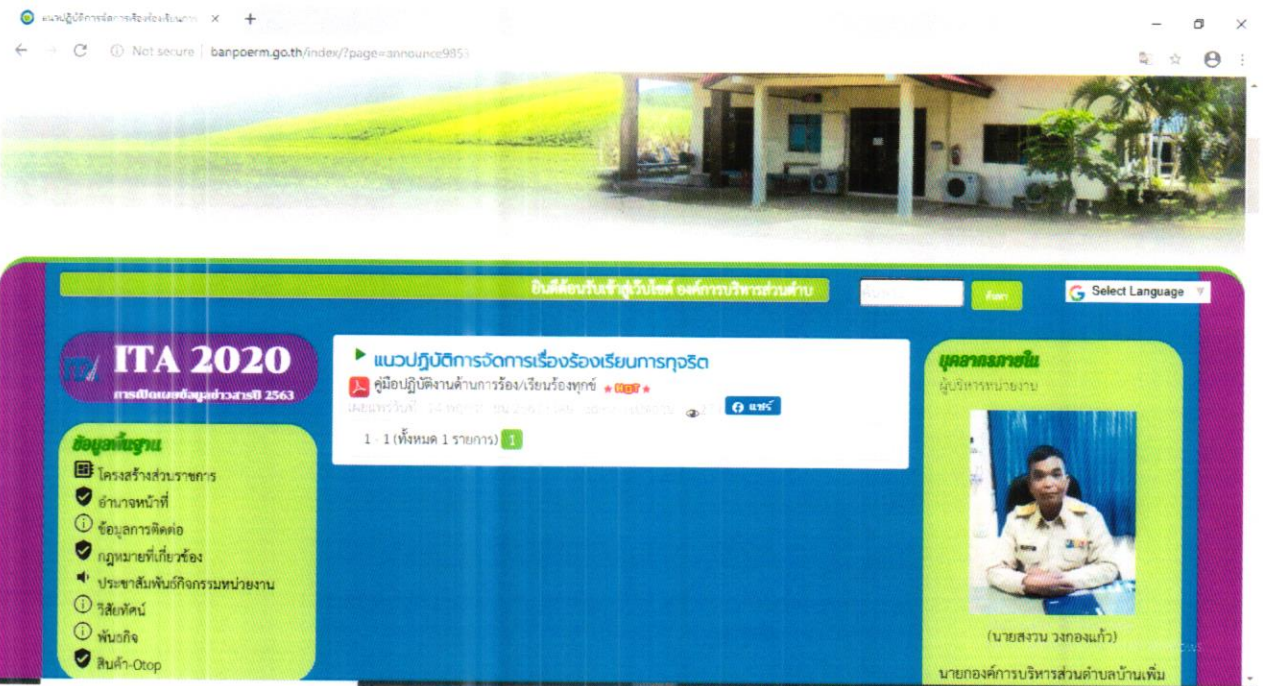 แนวปฏิบัติการจัดการเรื่องร้องเรียนการ
Not secure | banpoerm.go.th/index/?page=announce9853
ยินดีต้อนรับเข้าสู่เว็บไซต์ องค์การบริหารส่วนตำบ
ค้นหา
Select Language
ITA 2020
การเปิดเผยข้อมูลข่าวสารปี 2563
ข้อมูลพื้นฐาน
โครงสร้างส่วนราชการ
อำนาจหน้าที่
ข้อมูลการติดต่อ
กฎหมายที่เกี่ยวข้อง
ประชาสัมพันธ์กิจกรรมหน่วยงาน
วิสัยทัศน์
พันธกิจ
สินค้า-Otop
แนวปฏิบัติการจัดการเรื่องร้องเรียนการทุจริต
คู่มือปฏิบัติงานด้านการร้อง/เรียนร้องทุกข์ HOT
เผยแพร่วันที่
แชร์
1 - 1 (ทั้งหมด 1 รายการ) 1
บุคลากรภายใน
ผู้บริหารหน่วยงาน
(นายสงวน วงกองแก้ว)
นายกองค์การบริหารส่วนตำบลบ้านเพิ่ม